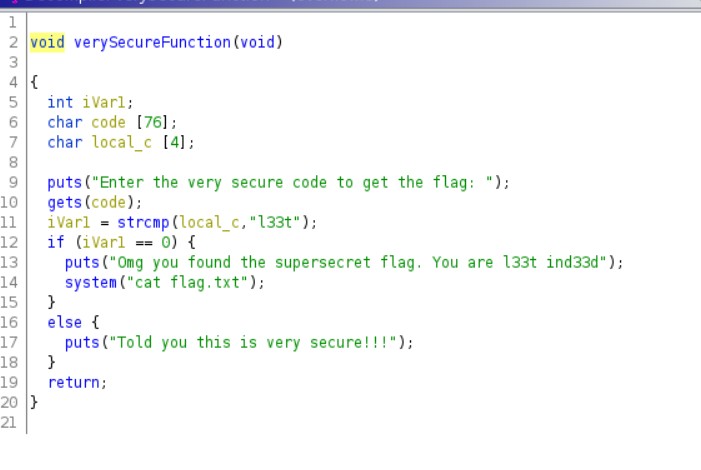 1
2 void verySecureFunction(void)
3
4 {
5 int iVar1;
6 char code [76];
7 char local_c [4];
8
9 puts("Enter the very secure code to get the flag: ");
10 gets(code);
11 iVar1 = strcmp(local_c,"l33t");
12 if (iVar1 == 0) {
13 puts("Omg you found the supersecret flag. You are l33t ind33d");
14 system("cat flag.txt");
15 }
16 else {
17 puts("Told you this is very secure!!!");
18 }
19 return;
20 }
21